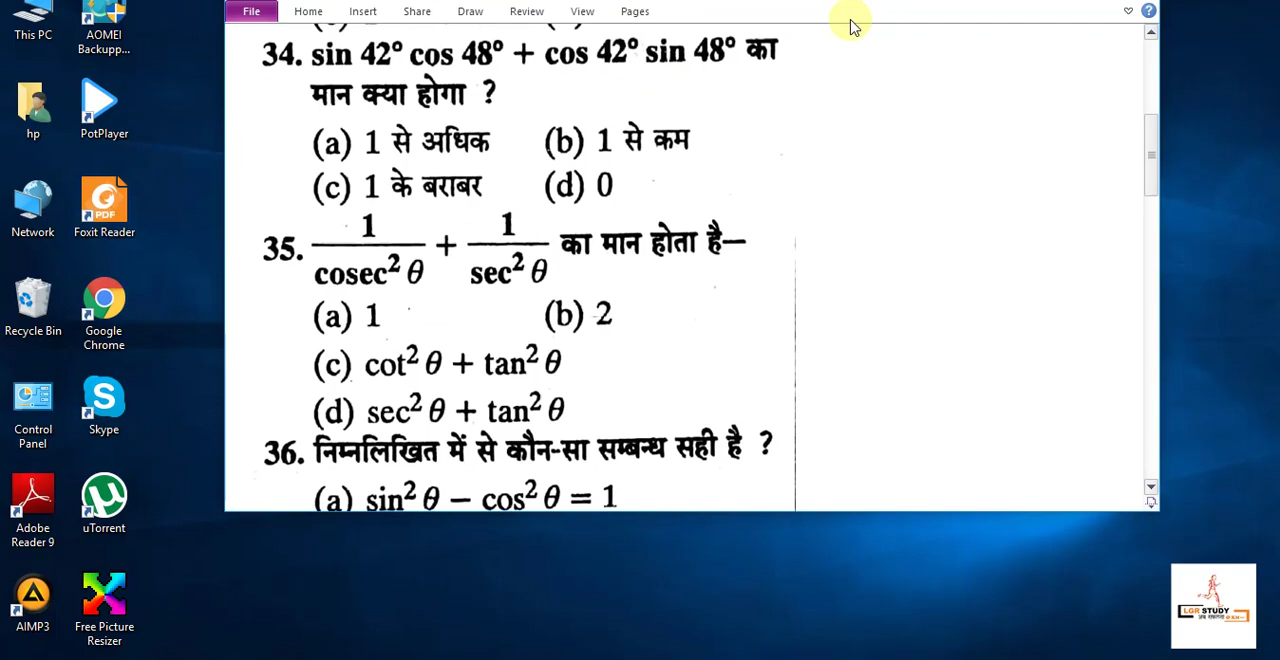 File Home Insert Share Draw Review View Pages
34. sin 42° cos 48° + cos 42° sin 48° का
मान क्या होगा ?
(a) 1 से अधिक (b) 1 से कम
(c) 1 के बराबर (d) 0
35. 1/cosec² θ + 1/sec² θ का मान होता है–
(a) 1 (b) 2
(c) cot² θ + tan² θ
(d) sec² θ + tan² θ
36. निम्नलिखित में से कौन-सा सम्बन्ध सही है ?
(a) sin² θ − cos² θ = 1
This PC
AOMEI
Backupp...
hp
PotPlayer
Network
Foxit Reader
Recycle Bin
Google
Chrome
Control
Panel
Skype
Adobe
Reader 9
uTorrent
AIMP3
Free Picture
Resizer
LGR STUDY